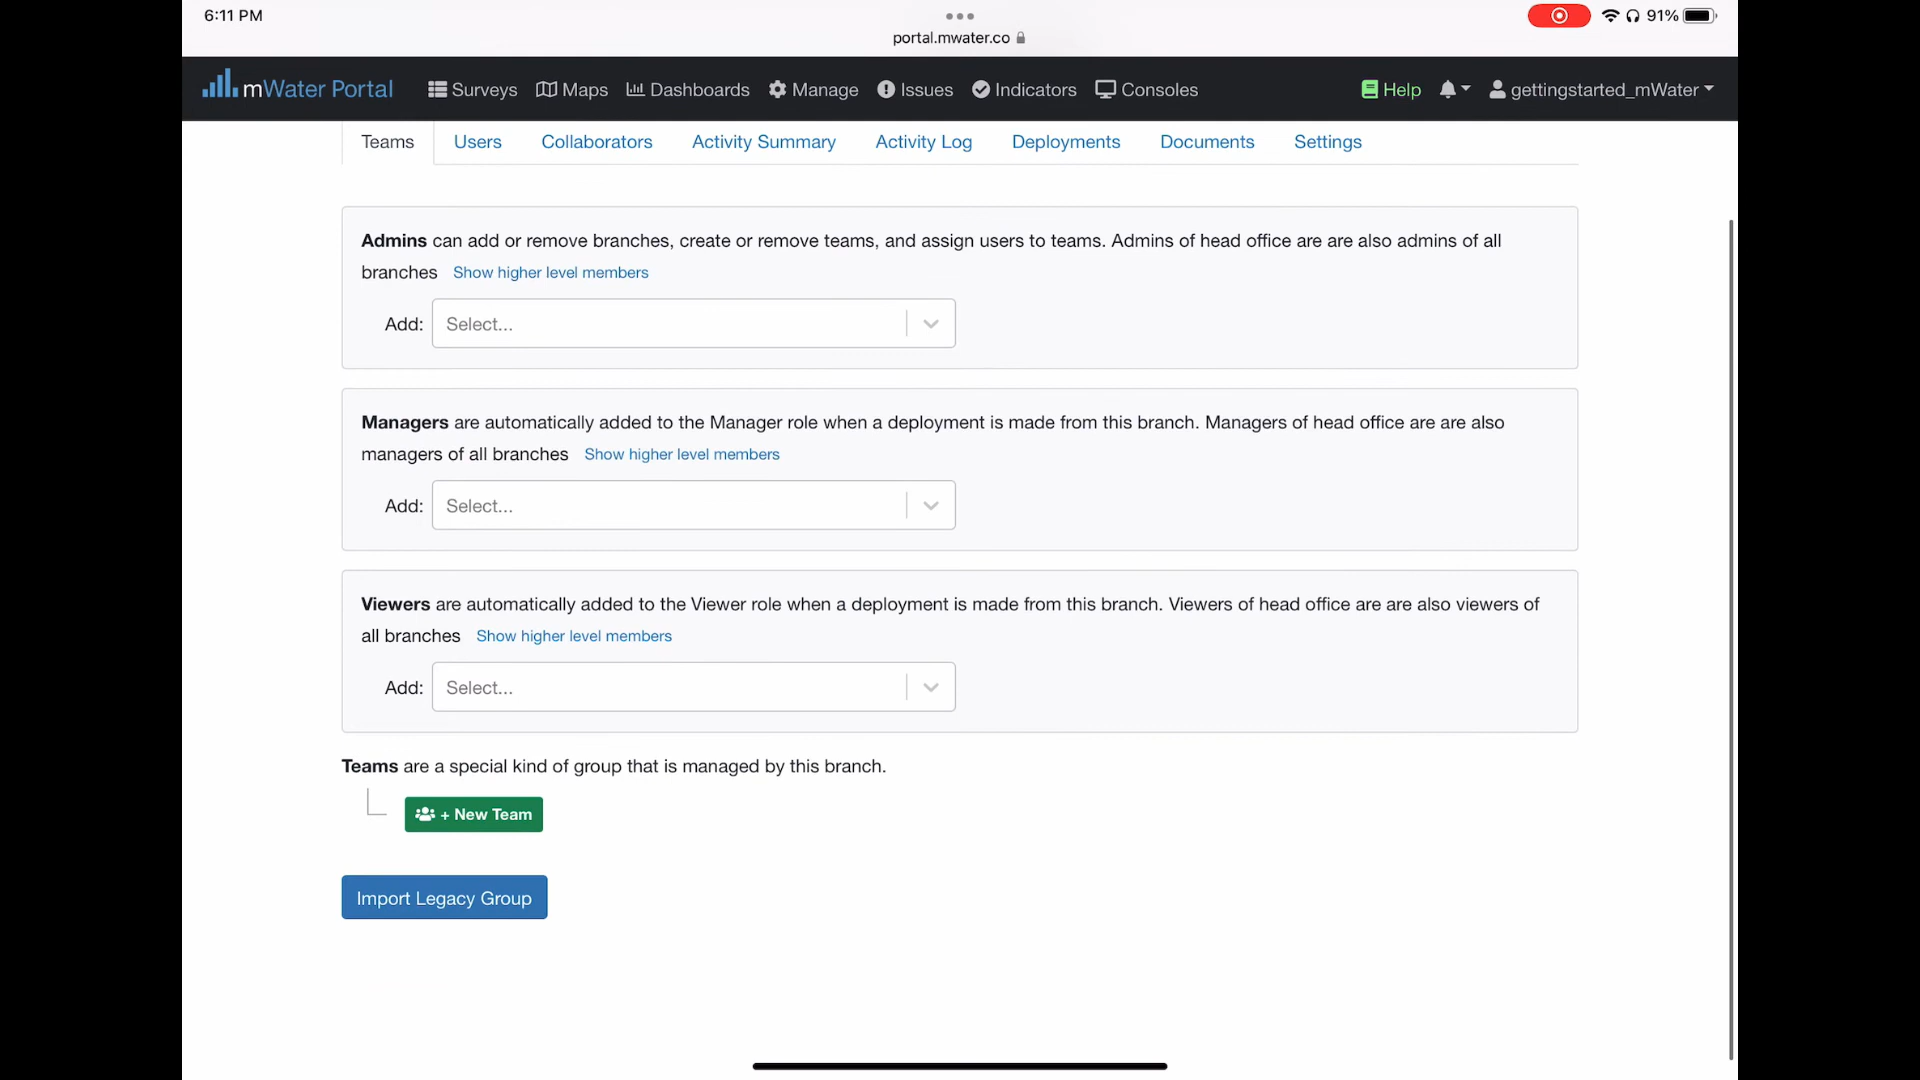 6:11 PM
91%
portal.mwater.co
mWater Portal Surveys Maps Dashboards Manage Issues Indicators Consoles Help gettingstarted_mWater
Teams Users Collaborators Activity Summary Activity Log Deployments Documents Settings
Admins can add or remove branches, create or remove teams, and assign users to teams. Admins of head office are are also admins of all
branches Show higher level members
Add: Select...
Managers are automatically added to the Manager role when a deployment is made from this branch. Managers of head office are are also
managers of all branches Show higher level members
Add: Select...
Viewers are automatically added to the Viewer role when a deployment is made from this branch. Viewers of head office are are also viewers of
all branches Show higher level members
Add: Select...
Teams are a special kind of group that is managed by this branch.
+ New Team
Import Legacy Group